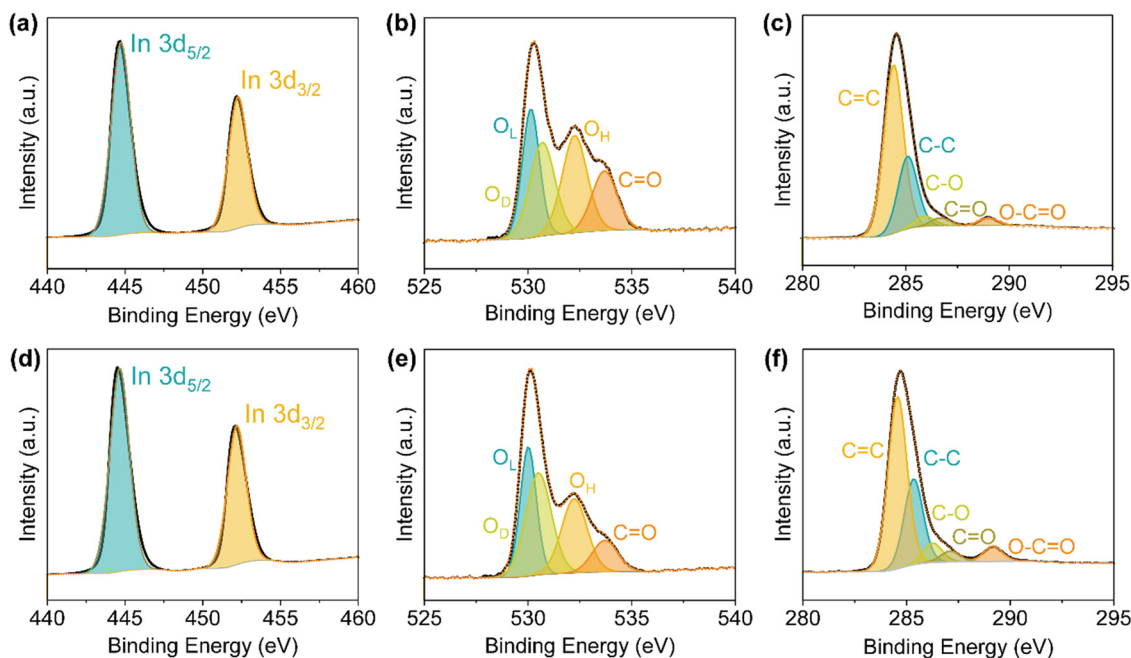 (a)
In 3d5/2
In 3d3/2
Intensity (a.u.)
440 445 450 455 460
Binding Energy (eV)
(b)
OL
OD
OH
C=O
Intensity (a.u.)
525 530 535 540
Binding Energy (eV)
(c)
C=C
C-C
C-O
C=O
O-C=O
Intensity (a.u.)
280 285 290 295
Binding Energy (eV)
(d)
In 3d5/2
In 3d3/2
Intensity (a.u.)
440 445 450 455 460
Binding Energy (eV)
(e)
OL
OD
OH
C=O
Intensity (a.u.)
525 530 535 540
Binding Energy (eV)
(f)
C=C
C-C
C-O
C=O
O-C=O
Intensity (a.u.)
280 285 290 295
Binding Energy (eV)